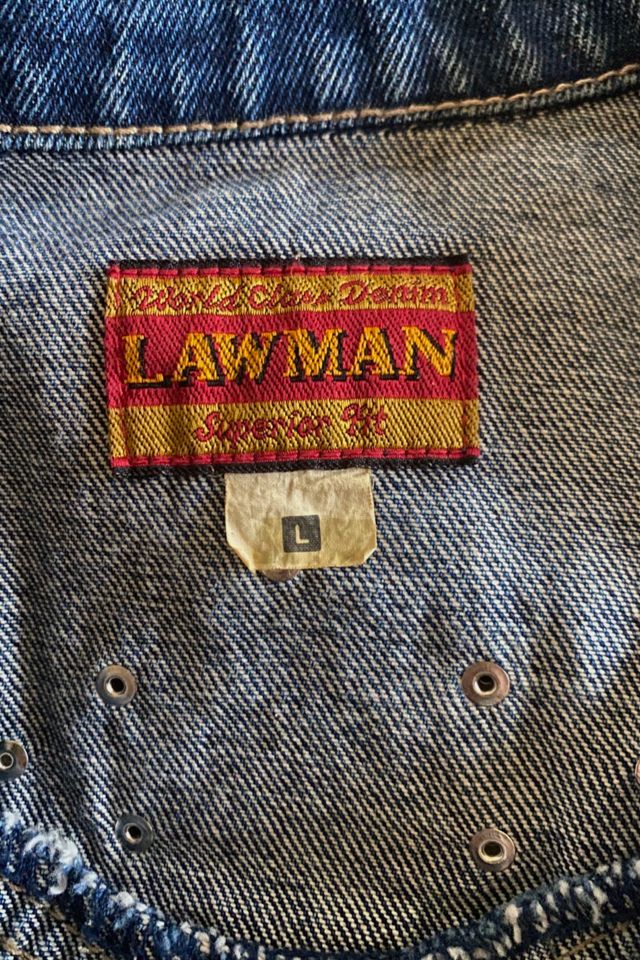 World Class Denim
LAWMAN
Superior Fit
L